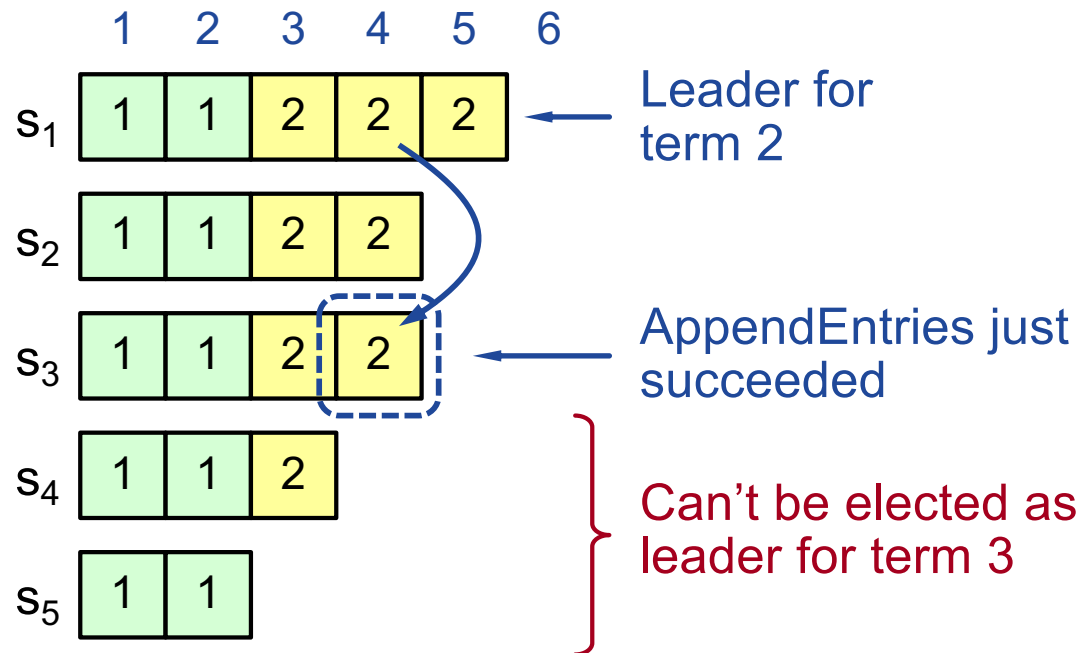 1 2 3 4 5 6
s1 1 1 2 2 2
Leader for
term 2
s2 1 1 2 2
s3 1 1 2 2
AppendEntries just
succeeded
s4 1 1 2
Can't be elected as
leader for term 3
s5 1 1